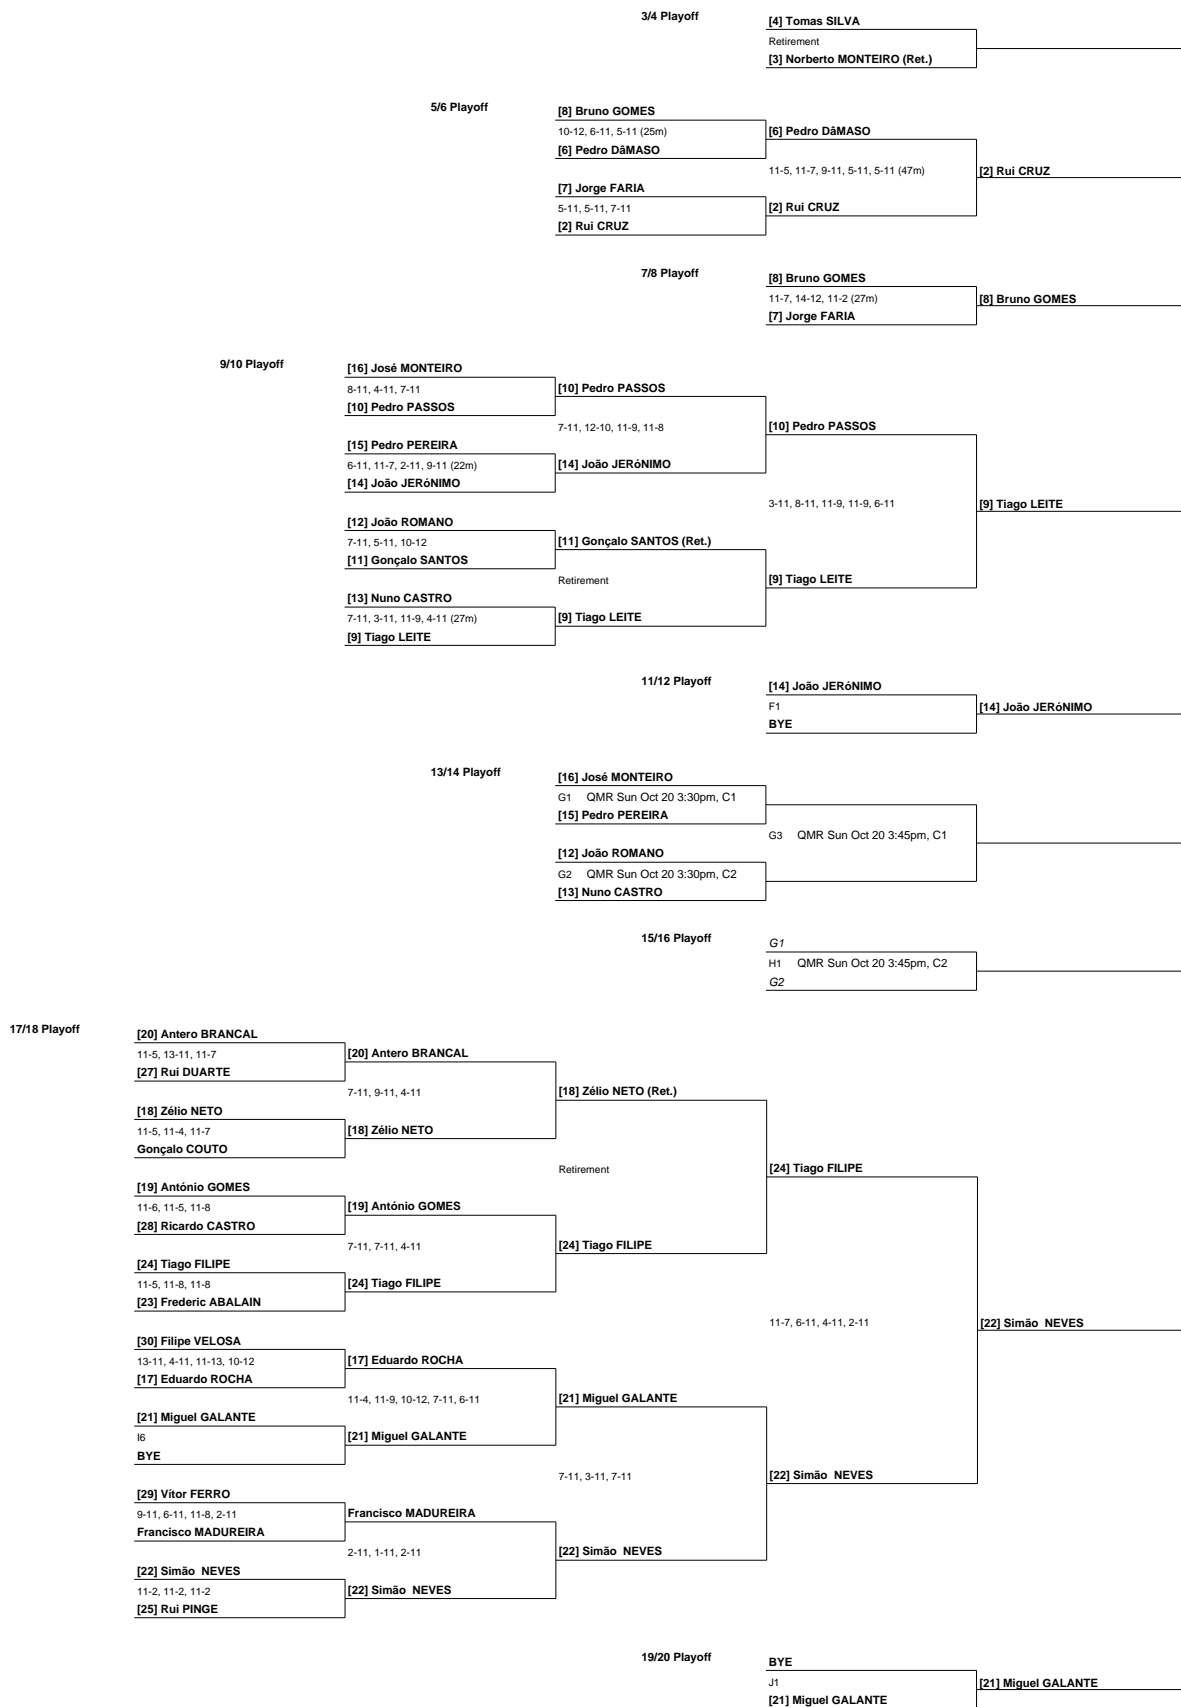 3/4 Playoff
[4] Tomas SILVA
Retirement
[3] Norberto MONTEIRO (Ret.)
5/6 Playoff
[8] Bruno GOMES
10-12, 6-11, 5-11 (25m)
[6] Pedro DâMASO
[6] Pedro DâMASO
11-5, 11-7, 9-11, 5-11, 5-11 (47m)
[2] Rui CRUZ
[7] Jorge FARIA
5-11, 5-11, 7-11
[2] Rui CRUZ
[2] Rui CRUZ
7/8 Playoff
[8] Bruno GOMES
11-7, 14-12, 11-2 (27m)
[8] Bruno GOMES
[7] Jorge FARIA
9/10 Playoff
[16] José MONTEIRO
8-11, 4-11, 7-11
[10] Pedro PASSOS
[10] Pedro PASSOS
7-11, 12-10, 11-9, 11-8
[10] Pedro PASSOS
[15] Pedro PEREIRA
6-11, 11-7, 2-11, 9-11 (22m)
[14] João JERóNIMO
[14] João JERóNIMO
3-11, 8-11, 11-9, 11-9, 6-11
[9] Tiago LEITE
[12] João ROMANO
7-11, 5-11, 10-12
[11] Gonçalo SANTOS (Ret.)
[11] Gonçalo SANTOS
Retirement
[9] Tiago LEITE
[13] Nuno CASTRO
7-11, 3-11, 11-9, 4-11 (27m)
[9] Tiago LEITE
[9] Tiago LEITE
11/12 Playoff
[14] João JERóNIMO
F1
[14] João JERóNIMO
BYE
13/14 Playoff
[16] José MONTEIRO
G1 QMR Sun Oct 20 3:30pm, C1
[15] Pedro PEREIRA
G3 QMR Sun Oct 20 3:45pm, C1
[12] João ROMANO
G2 QMR Sun Oct 20 3:30pm, C2
[13] Nuno CASTRO
15/16 Playoff
G1
H1 QMR Sun Oct 20 3:45pm, C2
G2
17/18 Playoff
[20] Antero BRANCAL
11-5, 13-11, 11-7
[20] Antero BRANCAL
[27] Rui DUARTE
7-11, 9-11, 4-11
[18] Zélio NETO (Ret.)
[18] Zélio NETO
11-5, 11-4, 11-7
[18] Zélio NETO
Gonçalo COUTO
Retirement
[24] Tiago FILIPE
[19] António GOMES
11-6, 11-5, 11-8
[19] António GOMES
[28] Ricardo CASTRO
7-11, 7-11, 4-11
[24] Tiago FILIPE
[24] Tiago FILIPE
11-5, 11-8, 11-8
[24] Tiago FILIPE
[23] Frederic ABALAIN
11-7, 6-11, 4-11, 2-11
[22] Simão  NEVES
[30] Filipe VELOSA
13-11, 4-11, 11-13, 10-12
[17] Eduardo ROCHA
[17] Eduardo ROCHA
11-4, 11-9, 10-12, 7-11, 6-11
[21] Miguel GALANTE
[21] Miguel GALANTE
I6
[21] Miguel GALANTE
BYE
7-11, 3-11, 7-11
[22] Simão  NEVES
[29] Vítor FERRO
9-11, 6-11, 11-8, 2-11
Francisco MADUREIRA
Francisco MADUREIRA
2-11, 1-11, 2-11
[22] Simão  NEVES
[22] Simão  NEVES
11-2, 11-2, 11-2
[22] Simão  NEVES
[25] Rui PINGE
19/20 Playoff
BYE
J1
[21] Miguel GALANTE
[21] Miguel GALANTE